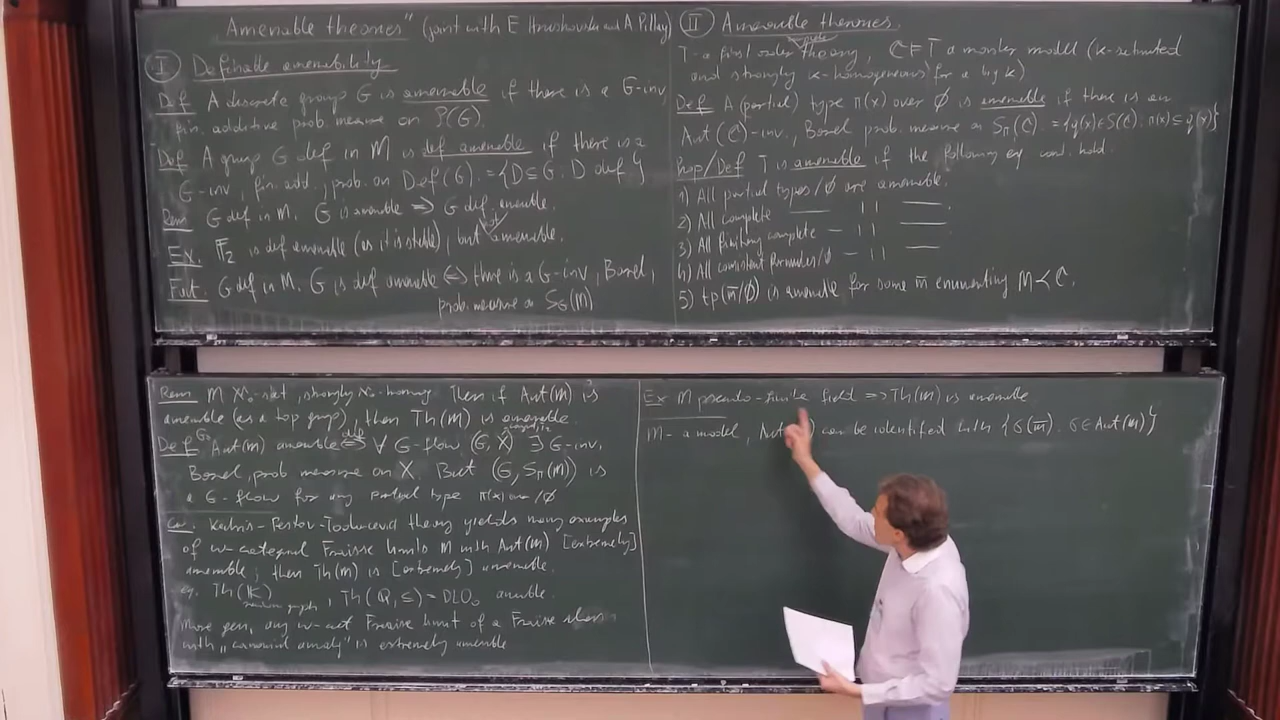 Amenable theories" (joint with E Hrushovski and A Pillay)
I Definable amenability
Def A discrete group G is amenable if there is a G-inv,
fin. additive prob. measure on P(G).
Def A group G def in M is def amenable if there is a
G-inv, fin. add., prob. on Def(G). = {D ⊆ G. D def}
Rem G def in M. G is amenable ⇒ G def. amenable.
Ex. F₂ is def amenable (as it is stable), but not amenable.
Fact. G def in M. G is def amenable ⇔ there is a G-inv, Borel,
prob. measure on S_G(M)
II Amenable theories.
T - a first order complete theory, C ⊨ T a monster model (κ-saturated
and strongly κ-homogeneous) for a big κ)
Def A (partial) type π(x) over ∅ is amenable if there is an
Aut(C)-inv., Borel prob. measure on S_π(C). = {q(x) ∈ S(C). π(x) ⊆ q(x)}
Prop/Def T is amenable if the following eq. cond. hold.
1) All partial types/∅ are amenable.
2) All complete — 11 —.
3) All finitary complete — 11 —
4) All consistent formulas/∅ — 11
5) tp(m̄/∅) is amenable for some m̄ enumerating M ≺ C.
Rem M ℵ₀-sat, strongly ℵ₀-homog. Then if Aut(M) is
amenable (as a top group), then Th(M) is amenable.
Def G Aut(M) amenable ⇔ def ∀ G-flow (G, X) ∃ G-inv.
Borel, prob measure on X. But (G, S_π(M)) is
a G-flow for any partial type π(x) over/∅
Cor. Kechris-Pestov-Todorcevic theory yields many examples
of ω-categorical Fraisse limits M with Aut(M) [extremely]
amenable; then Th(M) is [extremely] amenable.
eg. Th(R), Th(Q, ≤) = DLO₀ amenable.
random graph
more gen, any ω-cat Fraisse limit of a Fraisse class
with "canonical amalg" is extremely amenable
Ex M pseudo-finite field => Th(M) is amenable
M - a model, can be identified with {σ(m̄). σ ∈ Aut(M)}